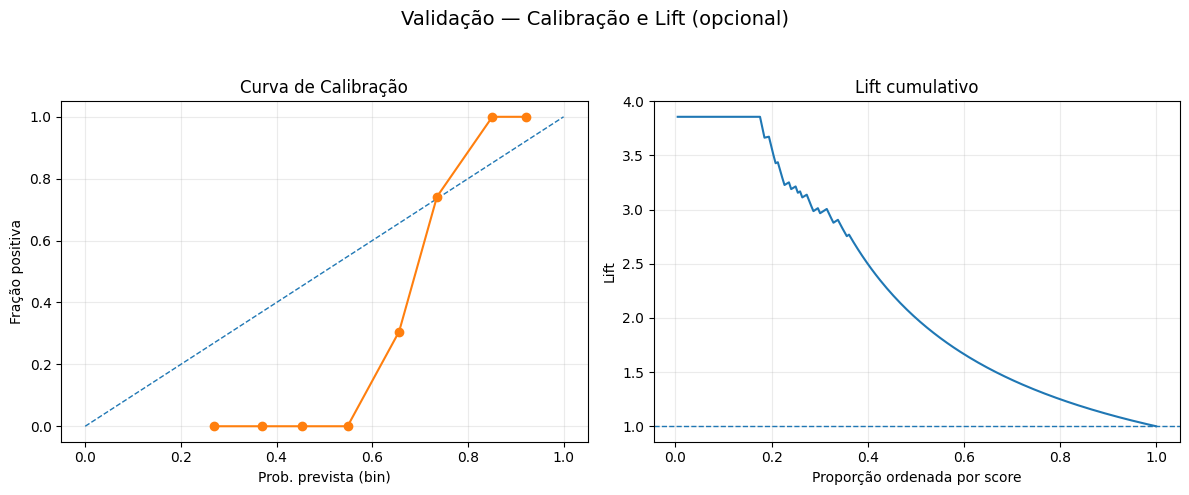 Validação — Calibração e Lift (opcional)
Curva de Calibração
Fração positiva
1.0
0.8
0.6
0.4
0.2
0.0
0.0 0.2 0.4 0.6 0.8 1.0
Prob. prevista (bin)
Lift cumulativo
Lift
4.0
3.5
3.0
2.5
2.0
1.5
1.0
0.0 0.2 0.4 0.6 0.8 1.0
Proporção ordenada por score